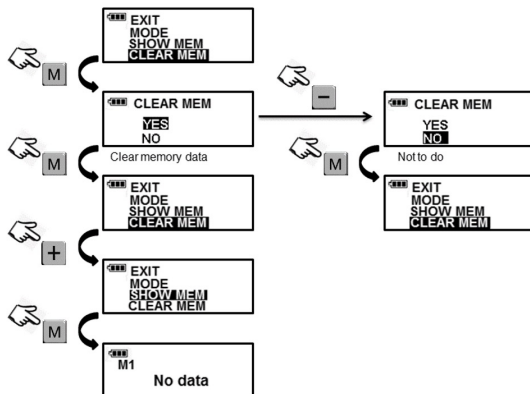 EXIT
MODE
SHOW MEM
CLEAR MEM
M
CLEAR MEM
YES
NO
−
CLEAR MEM
YES
NO
M
Clear memory data
M
Not to do
EXIT
MODE
SHOW MEM
CLEAR MEM
EXIT
MODE
SHOW MEM
CLEAR MEM
+
EXIT
MODE
SHOW MEM
CLEAR MEM
M
M1
No data